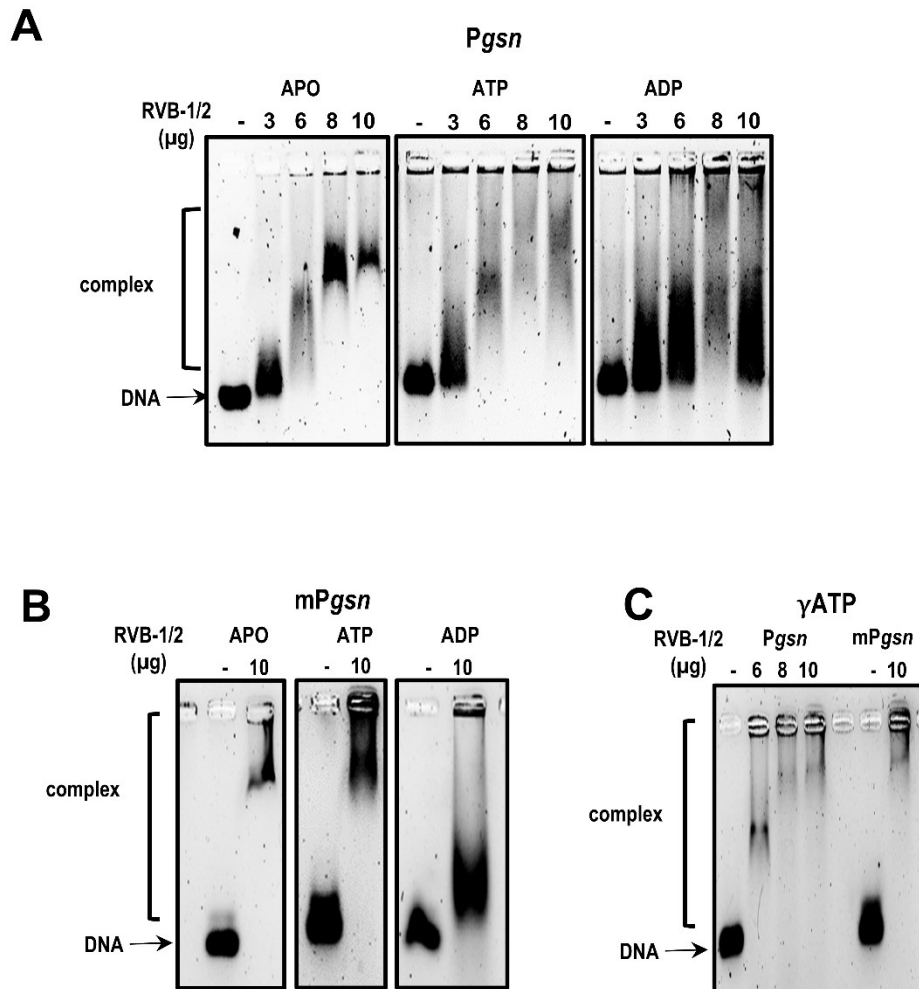 A
Pgsn
APO ATP ADP
RVB-1/2 (µg) - 3 6 8 10 - 3 6 8 10 - 3 6 8 10
complex
DNA
B
mPgsn
RVB-1/2 (µg) APO ATP ADP
- 10 - 10 - 10
complex
DNA
C
γATP
RVB-1/2 (µg) Pgsn mPgsn
- 6 8 10 - 10
complex
DNA